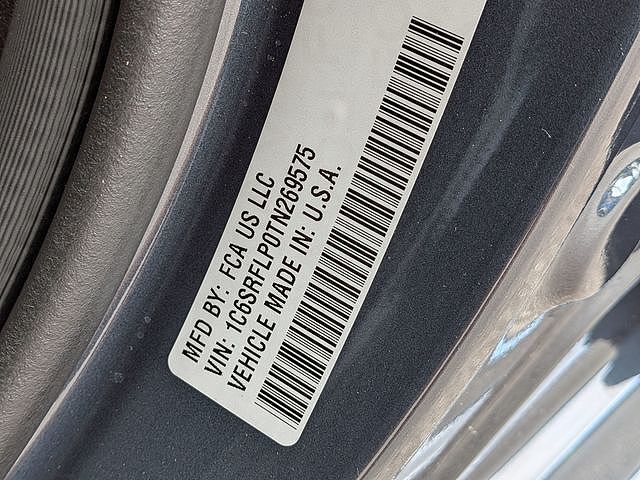 MFD BY: FCA US LLC
VIN: 1C6SRFLP0TN269575
VEHICLE MADE IN: U.S.A.